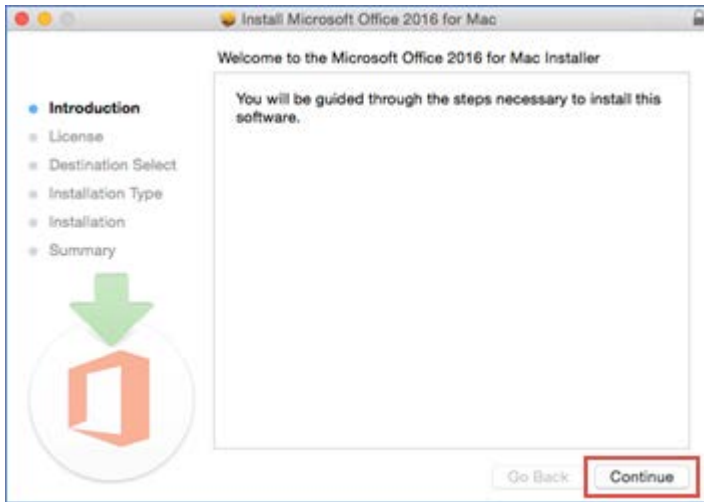 Install Microsoft Office 2016 for Mac
Welcome to the Microsoft Office 2016 for Mac Installer
Introduction
License
Destination Select
Installation Type
Installation
Summary
You will be guided through the steps necessary to install this
software.
Go Back
Continue